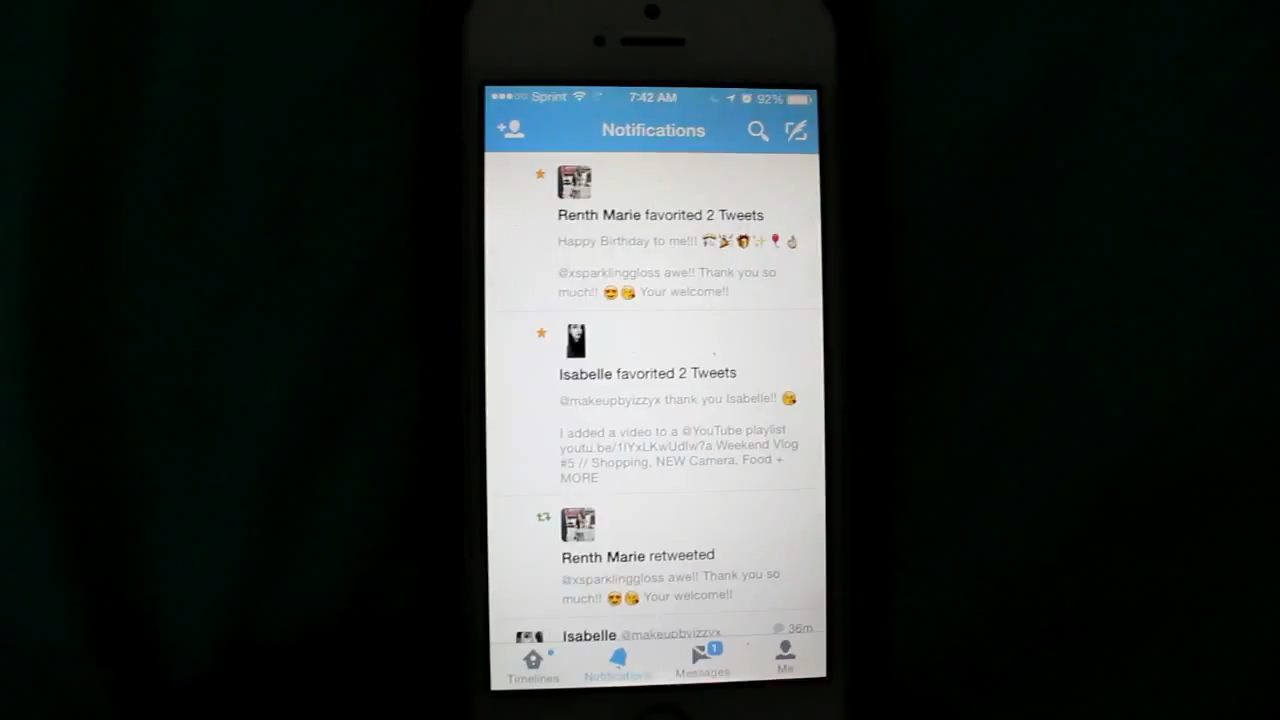 Sprint 7:42 AM 92%
Notifications
Renth Marie favorited 2 Tweets
Happy Birthday to me!!!
@xsparklinggloss awe!! Thank you so
much!! 😍😘 Your welcome!!
Isabelle favorited 2 Tweets
@makeupbyizzyx thank you Isabelle!! 😘
I added a video to a @YouTube playlist
Weekend Vlog
#5 // Shopping, NEW Camera, Food +
MORE
Renth Marie retweeted
@xsparklinggloss awe!! Thank you so
much!! 😍😘 Your welcome!!
Isabelle @makeupbyizzyx 36m
1
Timelines Notifications Messages Me